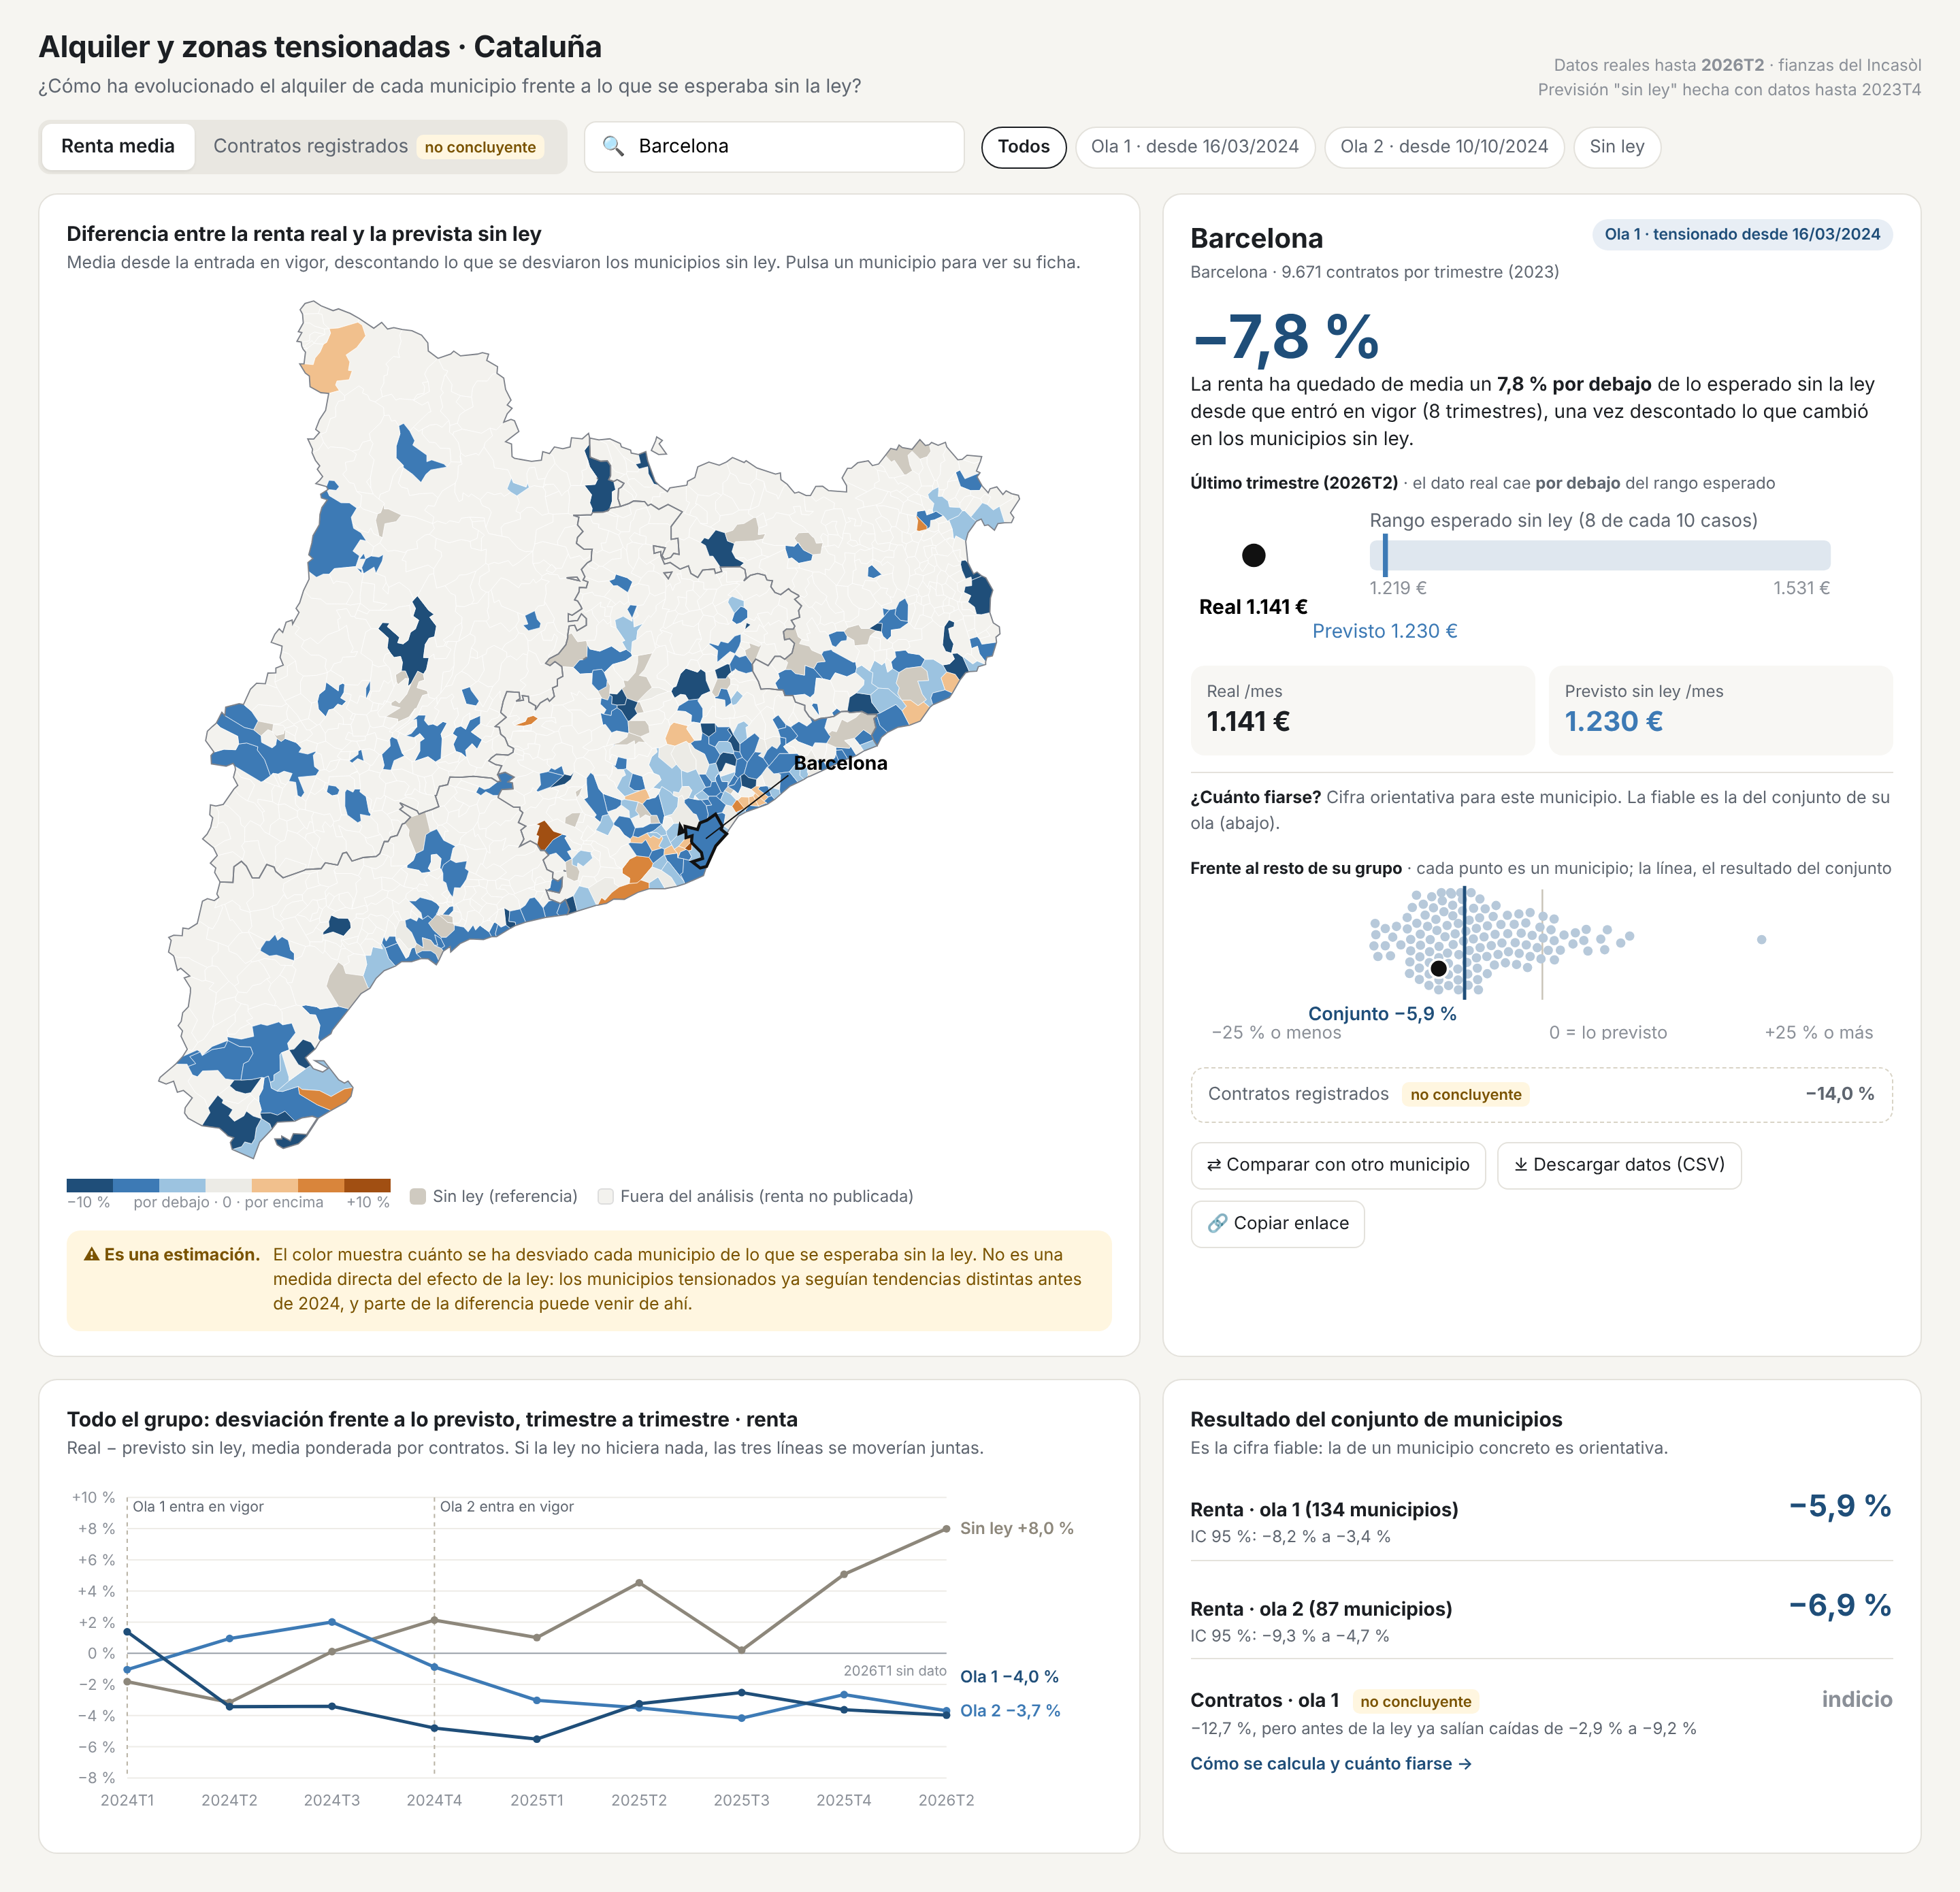 Alquiler y zonas tensionadas · Cataluña
¿Cómo ha evolucionado el alquiler de cada municipio frente a lo que se esperaba sin la ley?
Datos reales hasta 2026T2 · fianzas del Incasòl
Previsión "sin ley" hecha con datos hasta 2023T4
Renta media
Contratos registrados no concluyente
Barcelona
Todos
Ola 1 · desde 16/03/2024
Ola 2 · desde 10/10/2024
Sin ley
Diferencia entre la renta real y la prevista sin ley
Media desde la entrada en vigor, descontando lo que se desviaron los municipios sin ley. Pulsa un municipio para ver su ficha.
Barcelona
−10 %
por debajo · 0 · por encima
+10 %
Sin ley (referencia)
Fuera del análisis (renta no publicada)
⚠ Es una estimación. El color muestra cuánto se ha desviado cada municipio de lo que se esperaba sin la ley. No es una
medida directa del efecto de la ley: los municipios tensionados ya seguían tendencias distintas antes
de 2024, y parte de la diferencia puede venir de ahí.
Barcelona
Ola 1 · tensionado desde 16/03/2024
Barcelona · 9.671 contratos por trimestre (2023)
−7,8 %
La renta ha quedado de media un 7,8 % por debajo de lo esperado sin la ley
desde que entró en vigor (8 trimestres), una vez descontado lo que cambió
en los municipios sin ley.
Último trimestre (2026T2) · el dato real cae por debajo del rango esperado
Rango esperado sin ley (8 de cada 10 casos)
1.219 €
1.531 €
Real 1.141 €
Previsto 1.230 €
Real /mes
1.141 €
Previsto sin ley /mes
1.230 €
¿Cuánto fiarse? Cifra orientativa para este municipio. La fiable es la del conjunto de su
ola (abajo).
Frente al resto de su grupo · cada punto es un municipio; la línea, el resultado del conjunto
Conjunto −5,9 %
−25 % o menos
0 = lo previsto
+25 % o más
Contratos registrados no concluyente −14,0 %
⇄ Comparar con otro municipio
Descargar datos (CSV)
Copiar enlace
Todo el grupo: desviación frente a lo previsto, trimestre a trimestre · renta
Real − previsto sin ley, media ponderada por contratos. Si la ley no hiciera nada, las tres líneas se moverían juntas.
+10 %
Ola 1 entra en vigor
Ola 2 entra en vigor
+8 %
Sin ley +8,0 %
+6 %
+4 %
+2 %
0 %
2026T1 sin dato
−2 %
Ola 1 −4,0 %
−4 %
Ola 2 −3,7 %
−6 %
−8 %
2024T1 2024T2 2024T3 2024T4 2025T1 2025T2 2025T3 2025T4 2026T2
Resultado del conjunto de municipios
Es la cifra fiable: la de un municipio concreto es orientativa.
Renta · ola 1 (134 municipios)
−5,9 %
IC 95 %: −8,2 % a −3,4 %
Renta · ola 2 (87 municipios)
−6,9 %
IC 95 %: −9,3 % a −4,7 %
Contratos · ola 1 no concluyente
indicio
−12,7 %, pero antes de la ley ya salían caídas de −2,9 % a −9,2 %
Cómo se calcula y cuánto fiarse →